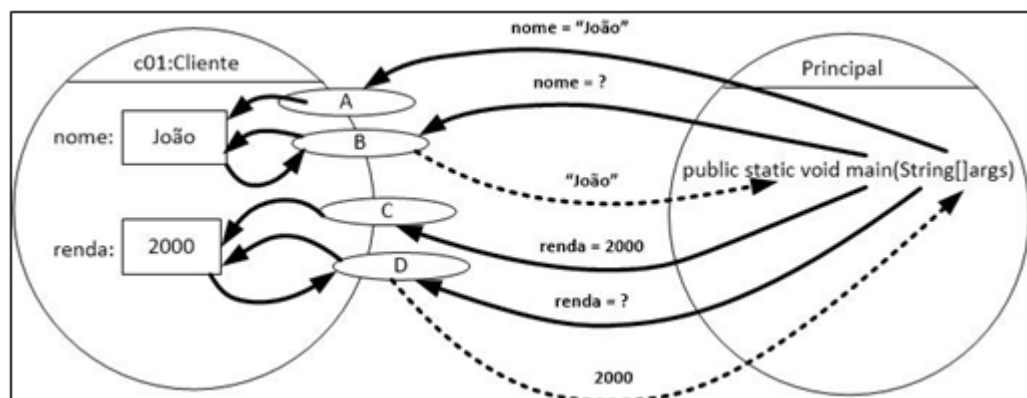 nome = “João”
c01:Cliente
Principal
A
nome = ?
nome:
João
B
public static void main(String[]args)
“João”
C
renda:
2000
renda = 2000
D
renda = ?
2000